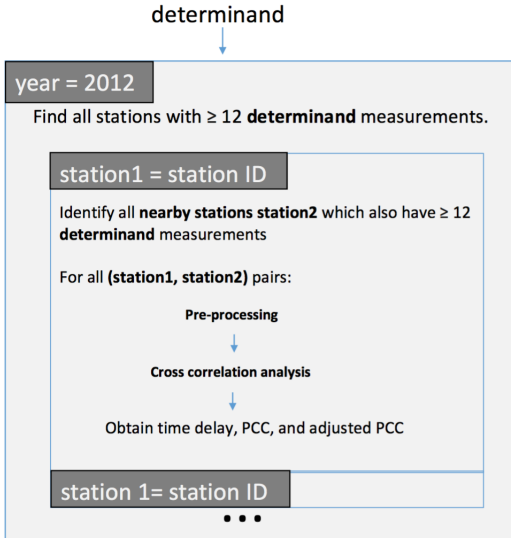 determinand
year = 2012
Find all stations with ≥ 12 determinand measurements.
station1 = station ID
Identify all nearby stations station2 which also have ≥ 12
determinand measurements
For all (station1, station2) pairs:
Pre-processing
Cross correlation analysis
Obtain time delay, PCC, and adjusted PCC
station 1= station ID
...